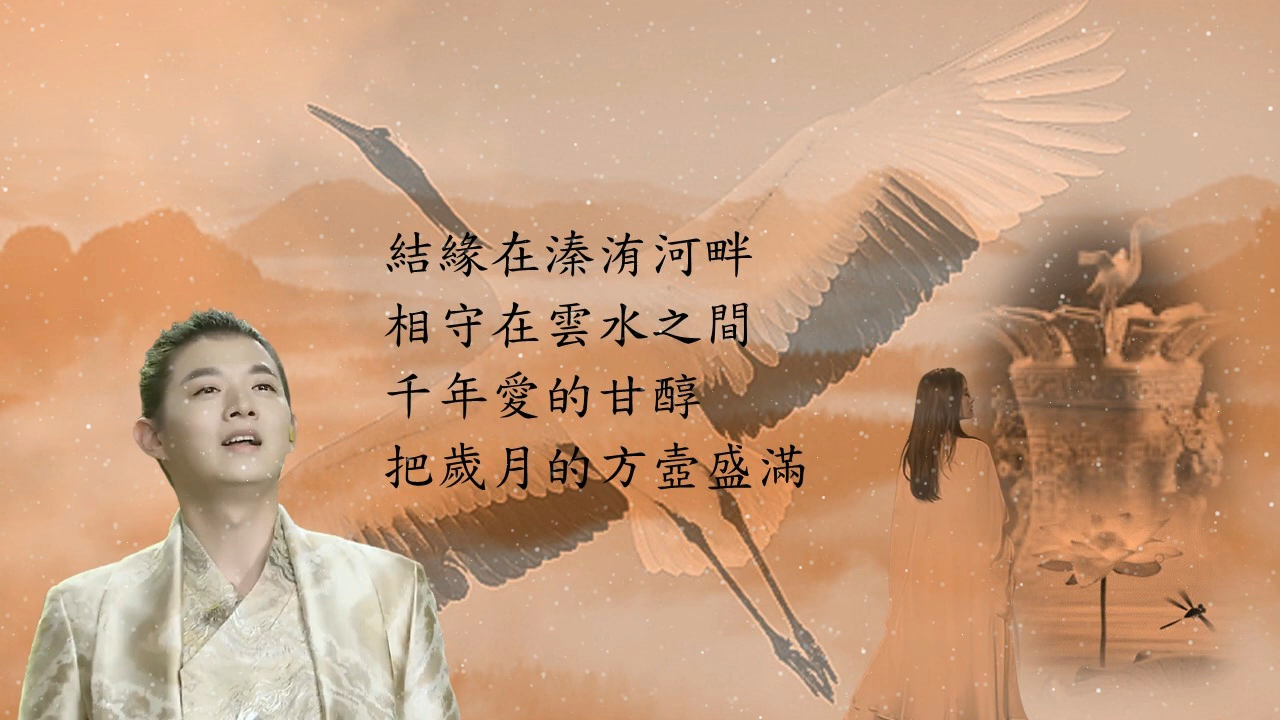 結緣在溱洧河畔
相守在雲水之間
千年愛的甘醇
把歲月的方壺盛滿